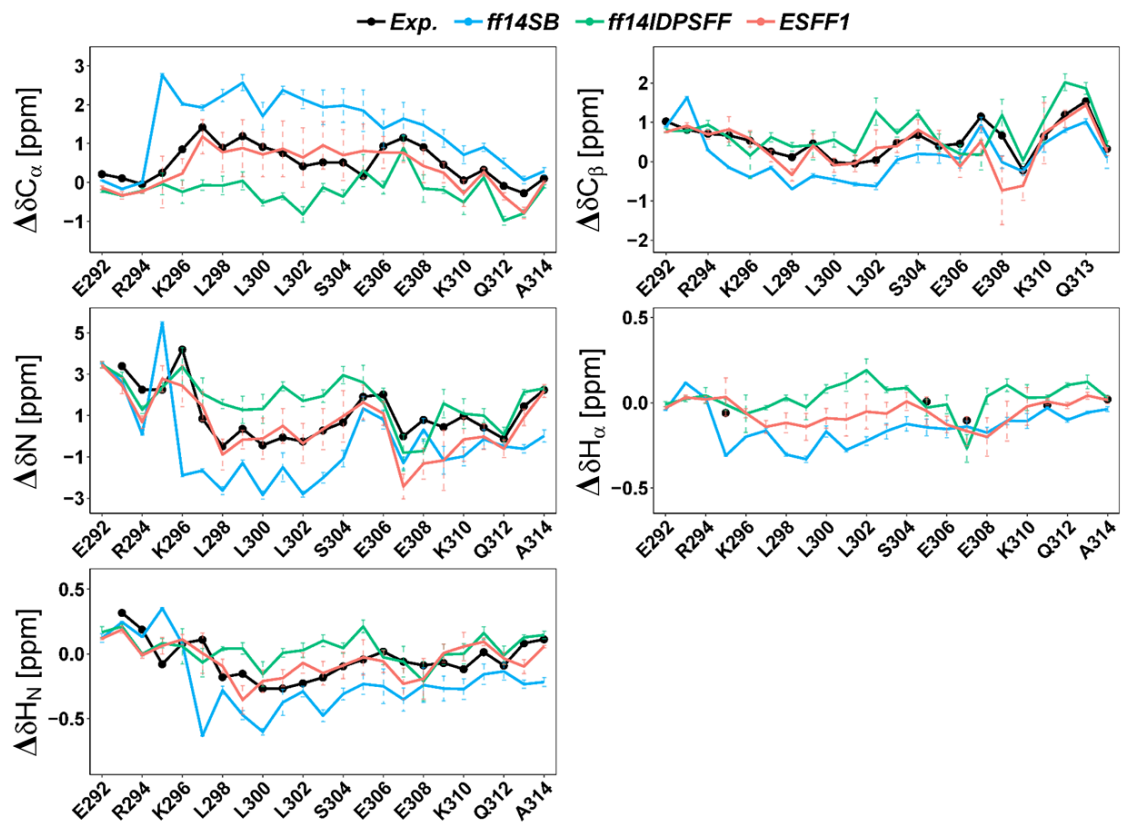 Exp. ff14SB ff14IDPSFF ESFF1
ΔδCα [ppm]
3
2
1
0
−1
E292 R294 K296 L298 L300 L302 S304 E306 E308 K310 Q312 A314
ΔδCβ [ppm]
2
1
0
−1
−2
E292 R294 K296 L298 L300 L302 S304 E306 E308 K310 Q313
ΔδN [ppm]
5
3
1
−1
−3
E292 R294 K296 L298 L300 L302 S304 E306 E308 K310 Q312 A314
ΔδHα [ppm]
0.5
0.0
−0.5
E292 R294 K296 L298 L300 L302 S304 E306 E308 K310 Q312 A314
ΔδHN [ppm]
0.5
0.0
−0.5
E292 R294 K296 L298 L300 L302 S304 E306 E308 K310 Q312 A314